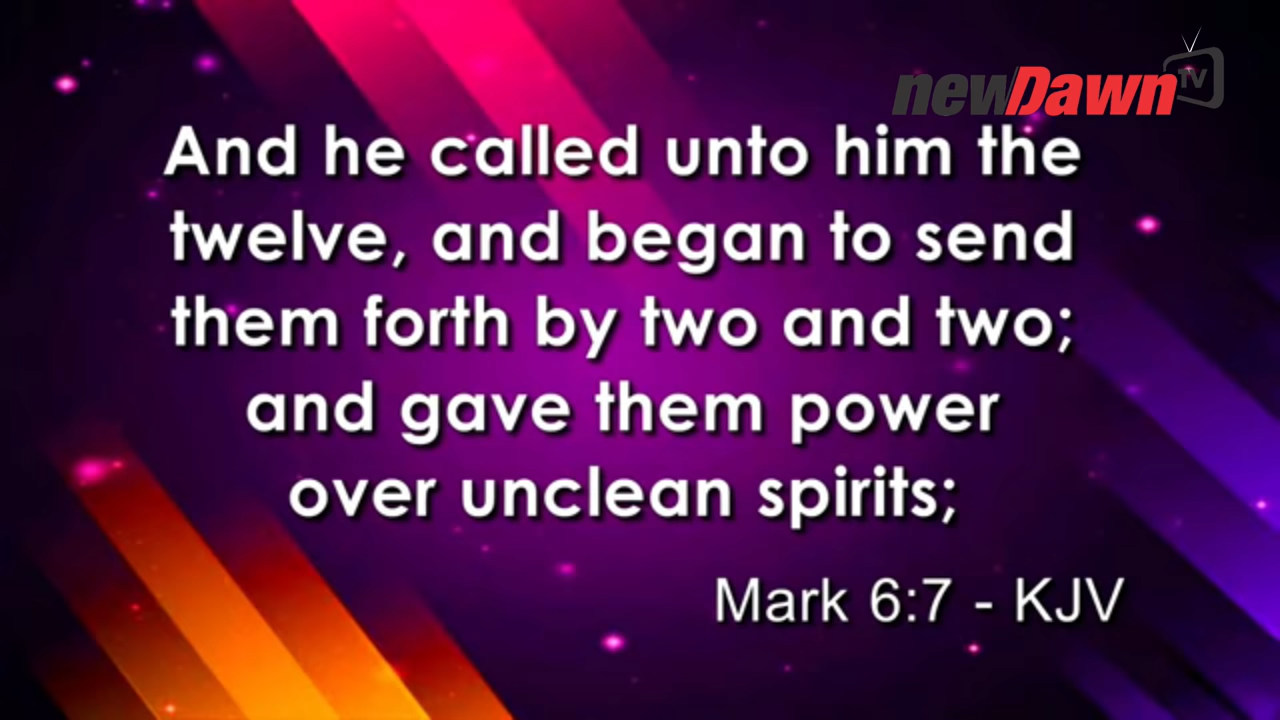 newDawn TV
And he called unto him the
twelve, and began to send
them forth by two and two;
and gave them power
over unclean spirits;
Mark 6:7 - KJV